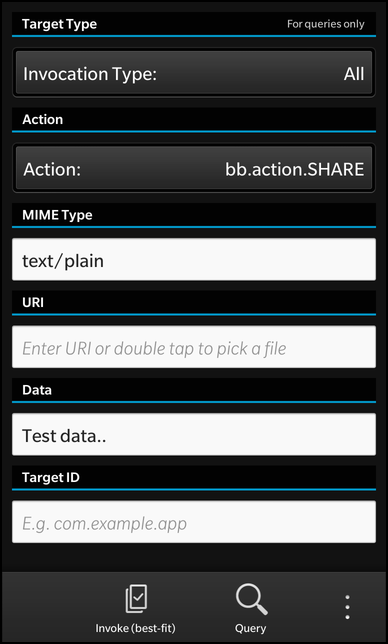 Target Type For queries only
Invocation Type: All
Action
Action: bb.action.SHARE
MIME Type
text/plain
URI
Enter URI or double tap to pick a file
Data
Test data..
Target ID
E.g. com.example.app
Invoke (best-fit) Query